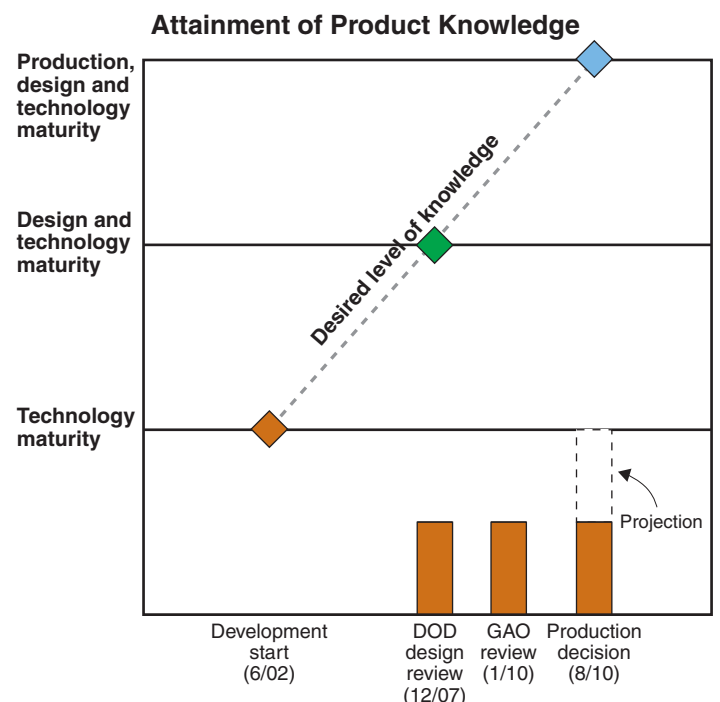 Attainment of Product Knowledge
Production,
design and
technology
maturity
Design and
technology
maturity
Technology
maturity
Desired level of knowledge
Projection
Development
start
(6/02)
DOD
design
review
(12/07)
GAO
review
(1/10)
Production
decision
(8/10)